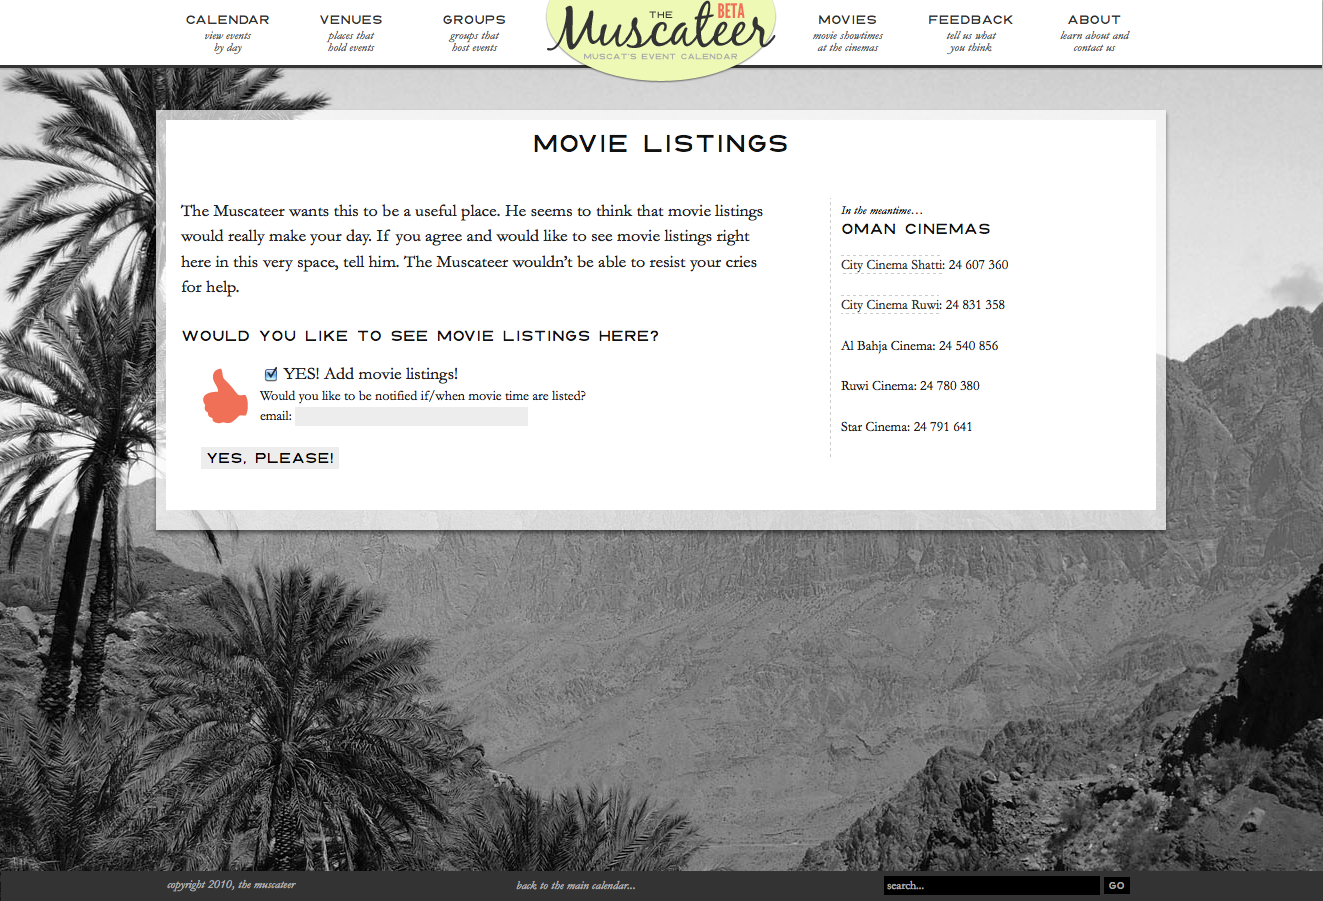 CALENDAR
view events
by day
VENUES
places that
hold events
GROUPS
groups that
host events
THE
BETA
Muscateer
MUSCAT'S EVENT CALENDAR
MOVIES
movie showtimes
at the cinemas
FEEDBACK
tell us what
you think
ABOUT
learn about and
contact us
MOVIE LISTINGS
The Muscateer wants this to be a useful place. He seems to think that movie listings
would really make your day. If you agree and would like to see movie listings right
here in this very space, tell him. The Muscateer wouldn't be able to resist your cries
for help.
WOULD YOU LIKE TO SEE MOVIE LISTINGS HERE?
YES! Add movie listings!
Would you like to be notified if/when movie time are listed?
email:
YES, PLEASE!
In the meantime...
OMAN CINEMAS
City Cinema Shatti: 24 607 360
City Cinema Ruwi: 24 831 358
Al Bahja Cinema: 24 540 856
Ruwi Cinema: 24 780 380
Star Cinema: 24 791 641
copyright 2010, the muscateer
back to the main calendar...
search...
GO